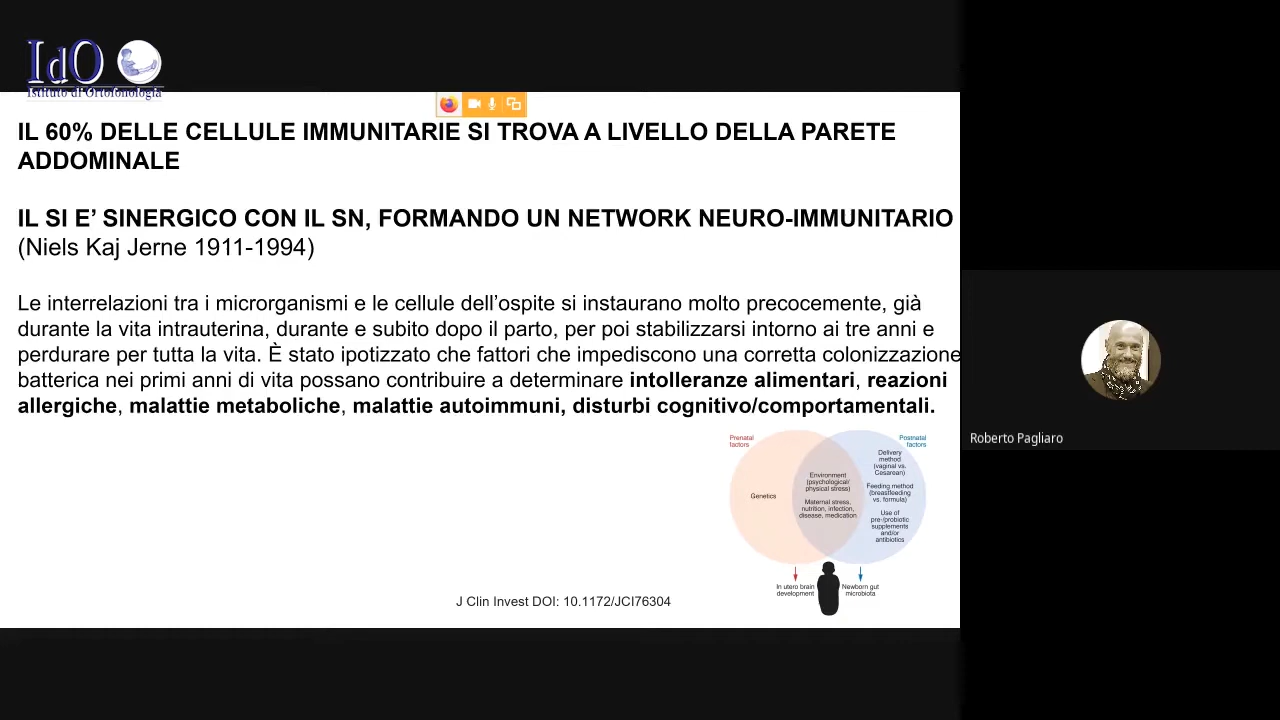 IdO
Istituto di Ortofonologia
IL 60% DELLE CELLULE IMMUNITARIE SI TROVA A LIVELLO DELLA PARETE
ADDOMINALE
IL SI E’ SINERGICO CON IL SN, FORMANDO UN NETWORK NEURO-IMMUNITARIO
(Niels Kaj Jerne 1911-1994)
Le interrelazioni tra i microrganismi e le cellule dell’ospite si instaurano molto precocemente, già
durante la vita intrauterina, durante e subito dopo il parto, per poi stabilizzarsi intorno ai tre anni e
perdurare per tutta la vita. È stato ipotizzato che fattori che impediscono una corretta colonizzazione
batterica nei primi anni di vita possano contribuire a determinare intolleranze alimentari, reazioni
allergiche, malattie metaboliche, malattie autoimmuni, disturbi cognitivo/comportamentali.
Prenatal
factors
Genetics
Environment
(psychological/
physical stress)
Maternal stress,
nutrition, infection,
disease, medication
Postnatal
factors
Delivery
method
(vaginal vs.
Cesarean)
Feeding method
(breastfeeding
vs. formula)
Use of
pre-/probiotic
supplements
and/or
antibiotics
In utero brain
development
Newborn gut
microbiota
J Clin Invest DOI: 10.1172/JCI76304
Roberto Pagliaro